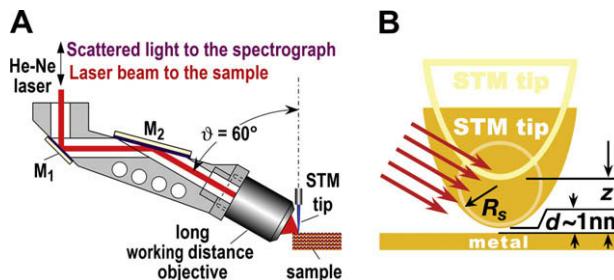 A
Scattered light to the spectrograph
He-Ne
laser
Laser beam to the sample
M₁
M₂
ϑ = 60°
STM
tip
long
working distance
objective
sample
B
STM tip
STM tip
Rₛ
z
d~1nm
metal